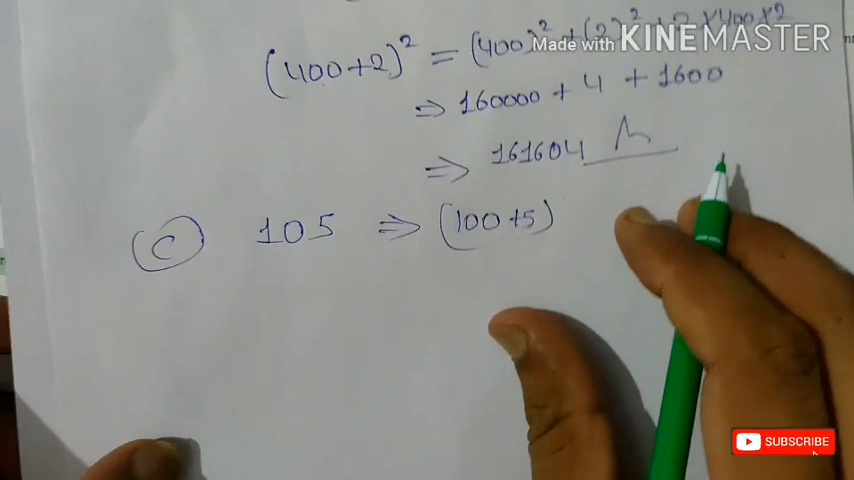 (400+2)² = (400)² + (2)² + 2×400×2
Made with KINEMASTER
⇒ 160000 + 4 + 1600
⇒ 161604
(C) 105 ⇒ (100+5)
SUBSCRIBE